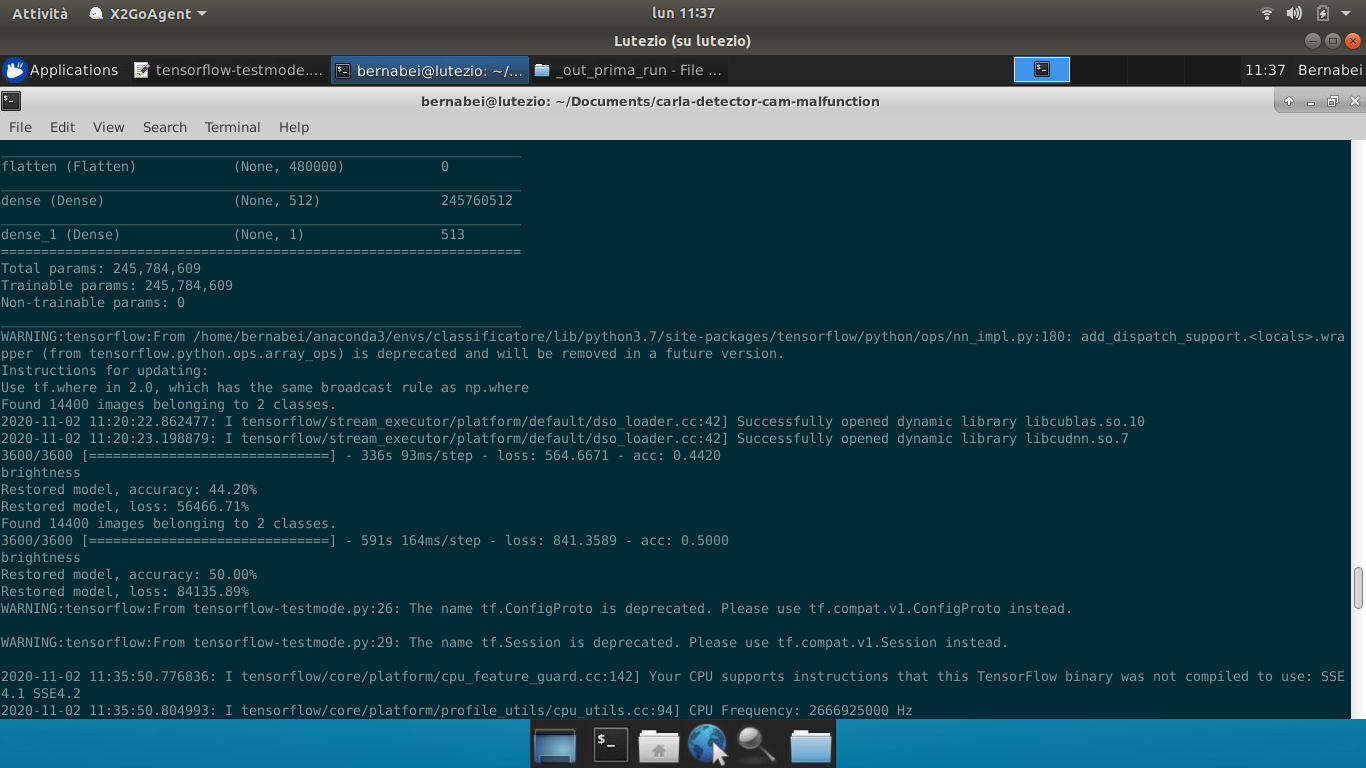 Attività X2GoAgent lun 11:37
Lutezio (su lutezio)
Applications tensorflow-testmode.... bernabei@lutezio: ~/... _out_prima_run - File ... 11:37 Bernabei
bernabei@lutezio: ~/Documents/carla-detector-cam-malfunction
File Edit View Search Terminal Help
_________________________________________________________________
flatten (Flatten) (None, 480000) 0
_________________________________________________________________
dense (Dense) (None, 512) 245760512
_________________________________________________________________
dense_1 (Dense) (None, 1) 513
=================================================================
Total params: 245,784,609
Trainable params: 245,784,609
Non-trainable params: 0
_________________________________________________________________
WARNING:tensorflow:From /home/bernabei/anaconda3/envs/classificatore/lib/python3.7/site-packages/tensorflow/python/ops/nn_impl.py:180: add_dispatch_support.<locals>.wra
pper (from tensorflow.python.ops.array_ops) is deprecated and will be removed in a future version.
Instructions for updating:
Use tf.where in 2.0, which has the same broadcast rule as np.where
Found 14400 images belonging to 2 classes.
2020-11-02 11:20:22.862477: I tensorflow/stream_executor/platform/default/dso_loader.cc:42] Successfully opened dynamic library libcublas.so.10
2020-11-02 11:20:23.198879: I tensorflow/stream_executor/platform/default/dso_loader.cc:42] Successfully opened dynamic library libcudnn.so.7
3600/3600 [==============================] - 336s 93ms/step - loss: 564.6671 - acc: 0.4420
brightness
Restored model, accuracy: 44.20%
Restored model, loss: 56466.71%
Found 14400 images belonging to 2 classes.
3600/3600 [==============================] - 591s 164ms/step - loss: 841.3589 - acc: 0.5000
brightness
Restored model, accuracy: 50.00%
Restored model, loss: 84135.89%
WARNING:tensorflow:From tensorflow-testmode.py:26: The name tf.ConfigProto is deprecated. Please use tf.compat.v1.ConfigProto instead.
WARNING:tensorflow:From tensorflow-testmode.py:29: The name tf.Session is deprecated. Please use tf.compat.v1.Session instead.
2020-11-02 11:35:50.776836: I tensorflow/core/platform/cpu_feature_guard.cc:142] Your CPU supports instructions that this TensorFlow binary was not compiled to use: SSE
4.1 SSE4.2
2020-11-02 11:35:50.804993: I tensorflow/core/platform/profile_utils/cpu_utils.cc:94] CPU Frequency: 2666925000 Hz